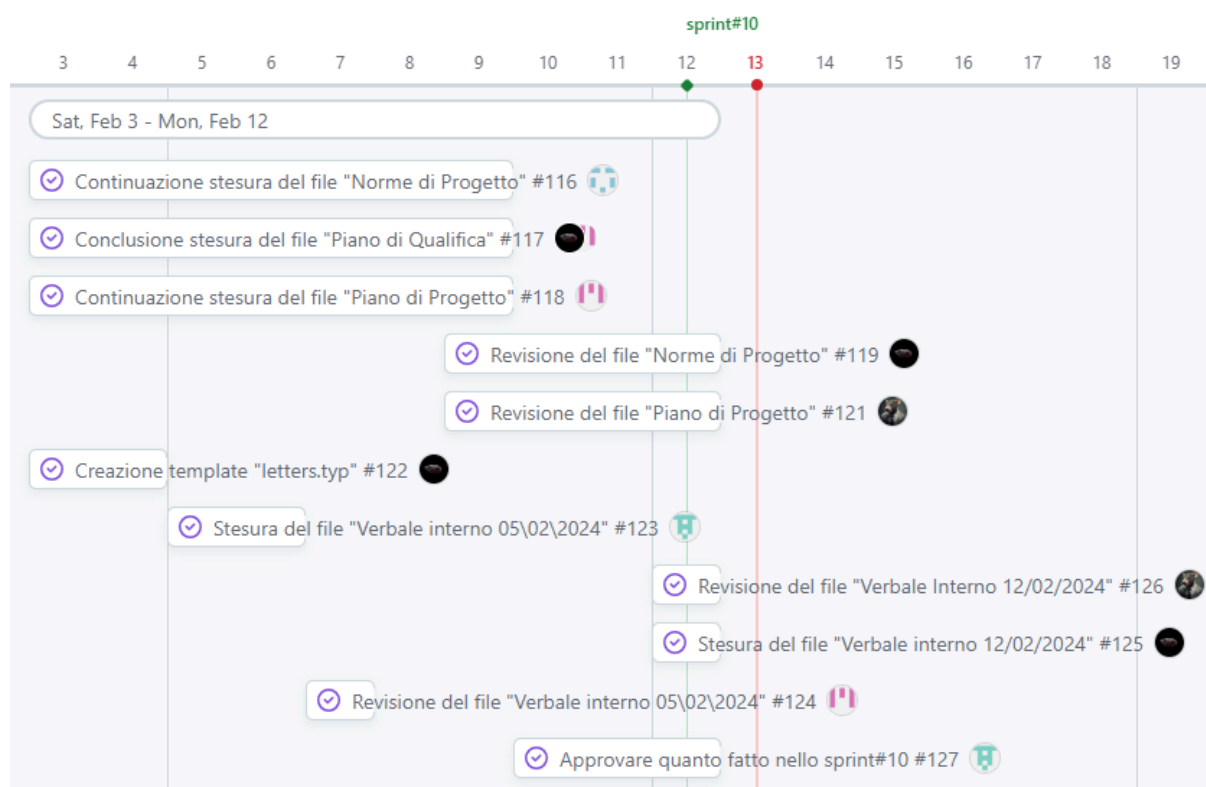 sprint#10
3 4 5 6 7 8 9 10 11 12 13 14 15 16 17 18 19
Sat, Feb 3 - Mon, Feb 12
Continuazione stesura del file "Norme di Progetto" #116
Conclusione stesura del file "Piano di Qualifica" #117
Continuazione stesura del file "Piano di Progetto" #118
Revisione del file "Norme di Progetto" #119
Revisione del file "Piano di Progetto" #121
Creazione template "letters.typ" #122
Stesura del file "Verbale interno 05\02\2024" #123
Revisione del file "Verbale Interno 12/02/2024" #126
Stesura del file "Verbale interno 12/02/2024" #125
Revisione del file "Verbale interno 05\02\2024" #124
Approvare quanto fatto nello sprint#10 #127